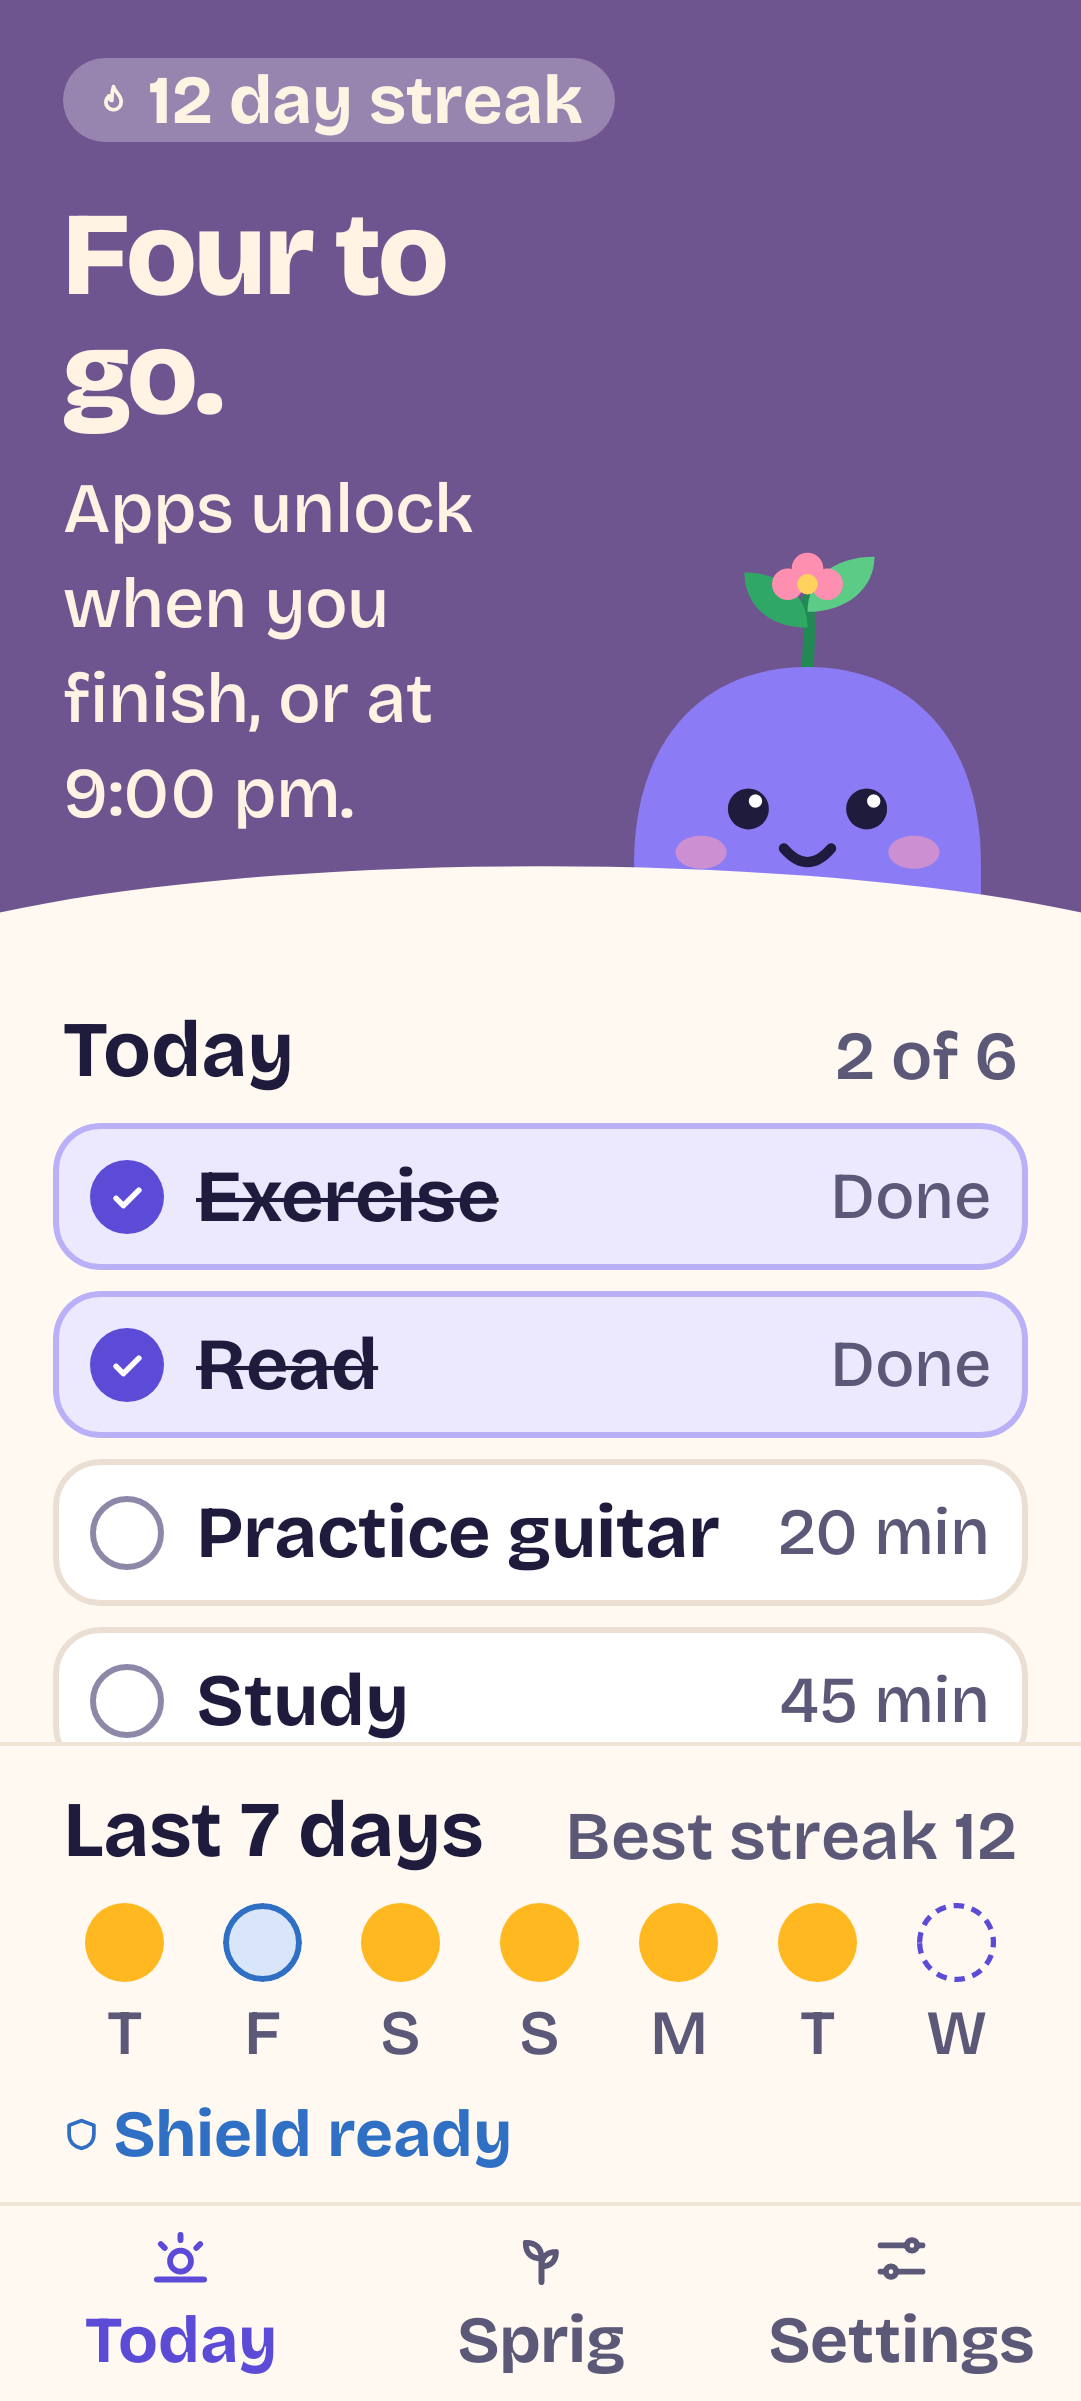 12 day streak
Four to
go.
Apps unlock
when you
finish, or at
9:00 pm.
Today
2 of 6
Exercise
Done
Read
Done
Practice guitar
20 min
Study
45 min
Last 7 days
Best streak 12
T F S S M T W
Shield ready
Today
Sprig
Settings